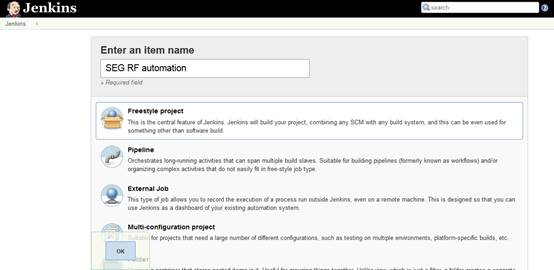 Jenkins
search
Jenkins
Enter an item name
SEG RF automation
» Required field
Freestyle project
This is the central feature of Jenkins. Jenkins will build your project, combining any SCM with any build system, and this can be even used for
something other than software build.
Pipeline
Orchestrates long-running activities that can span multiple build slaves. Suitable for building pipelines (formerly known as workflows) and/or
organizing complex activities that do not easily fit in free-style job type.
External Job
This type of job allows you to record the execution of a process run outside Jenkins, even on a remote machine. This is designed so that you can
use Jenkins as a dashboard of your existing automation system.
Multi-configuration project
Suitable for projects that need a large number of different configurations, such as testing on multiple environments, platform-specific builds, etc.
OK
Folder